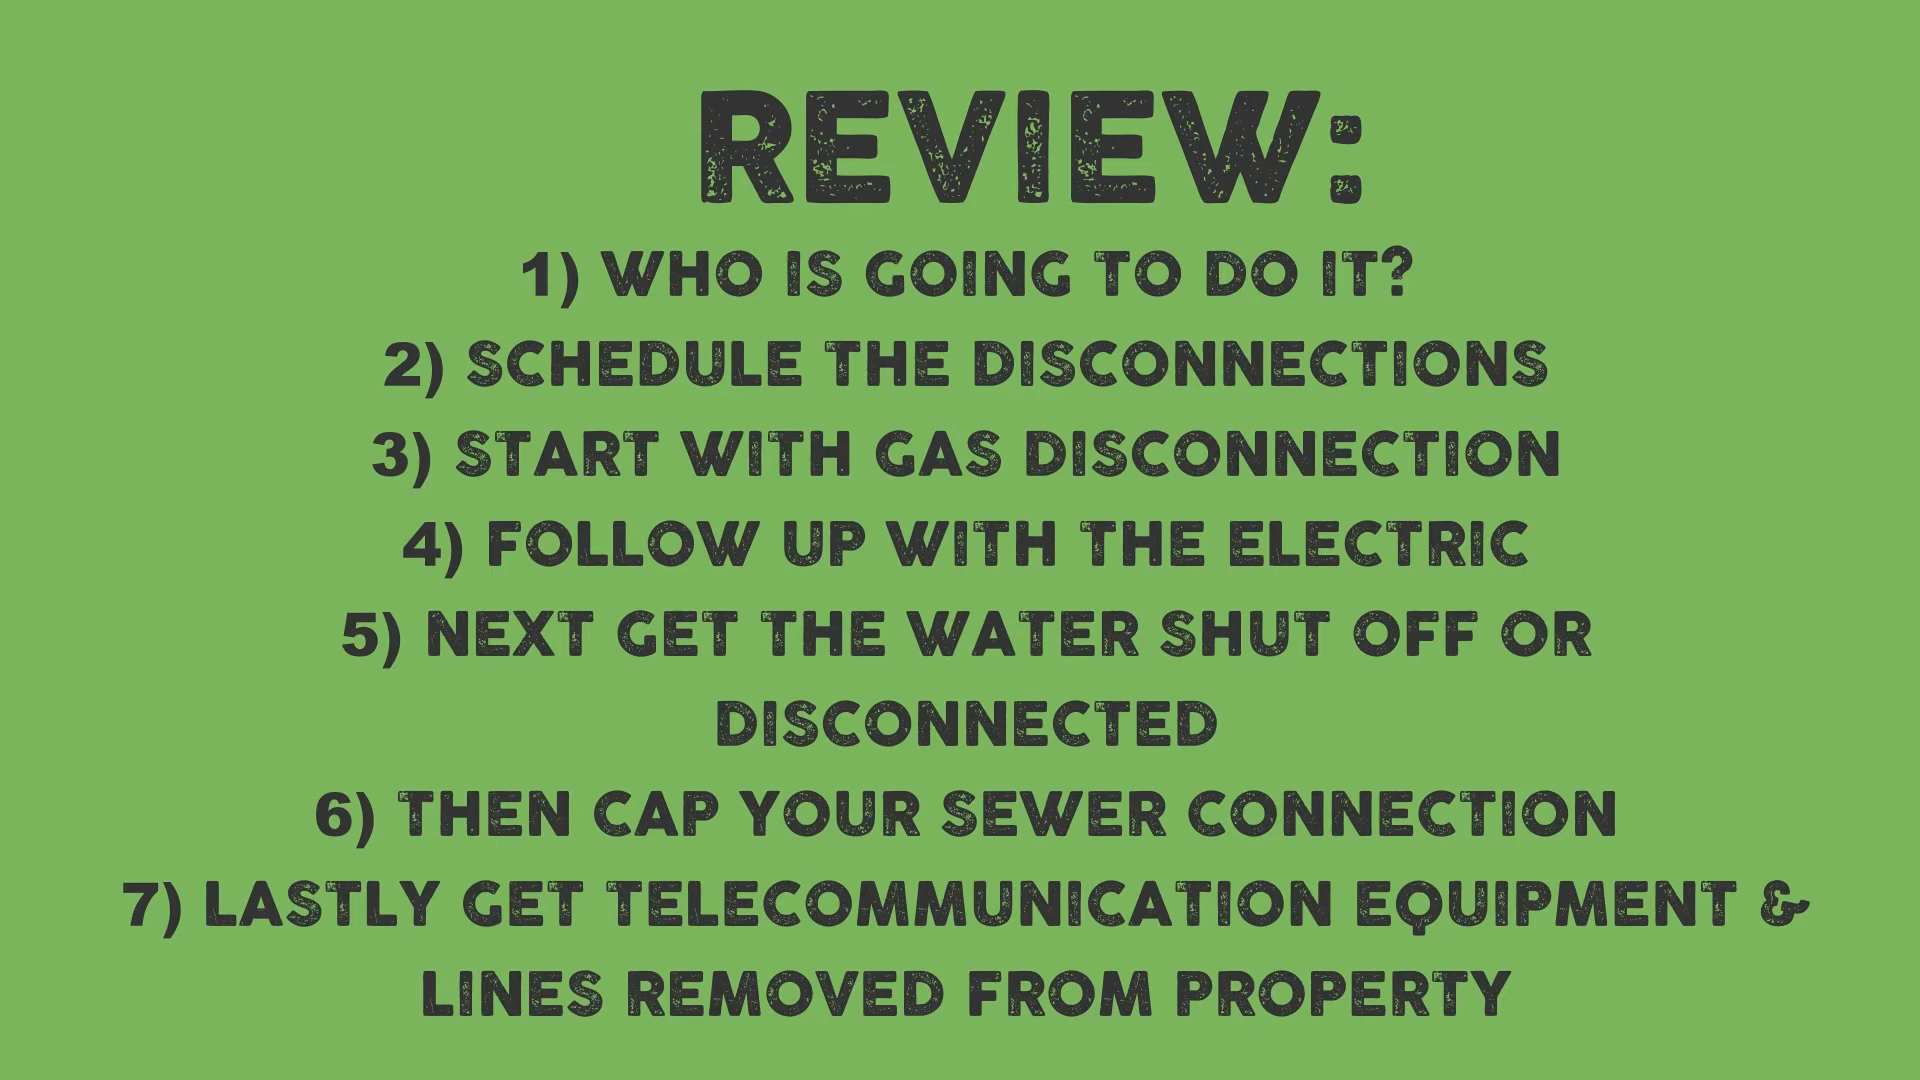 REVIEW:
1) WHO IS GOING TO DO IT?
2) SCHEDULE THE DISCONNECTIONS
3) START WITH GAS DISCONNECTION
4) FOLLOW UP WITH THE ELECTRIC
5) NEXT GET THE WATER SHUT OFF OR
DISCONNECTED
6) THEN CAP YOUR SEWER CONNECTION
7) LASTLY GET TELECOMMUNICATION EQUIPMENT &
LINES REMOVED FROM PROPERTY